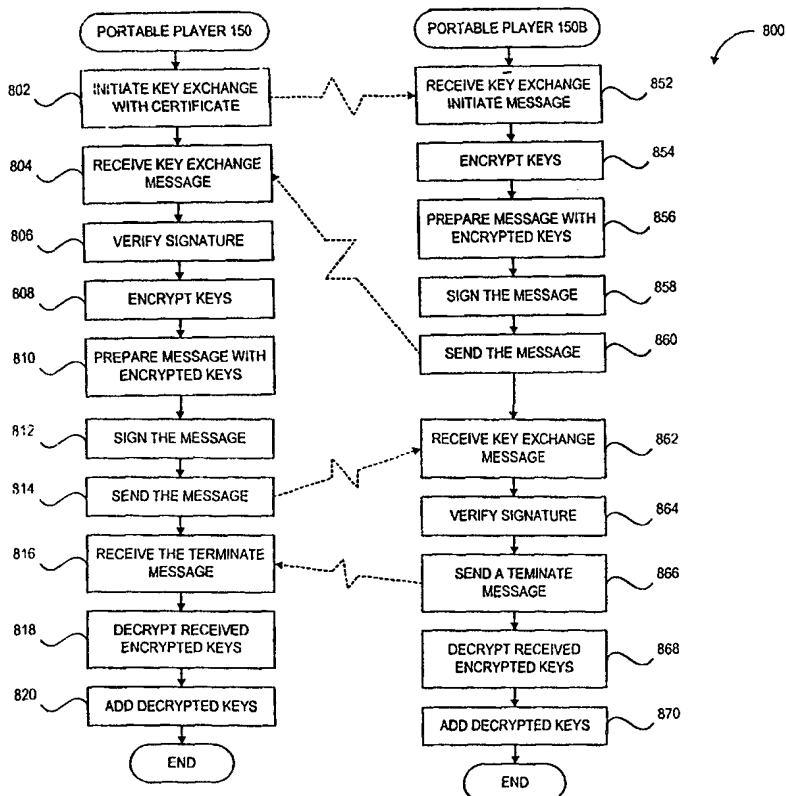 PORTABLE PLAYER 150
PORTABLE PLAYER 150B
800
802
INITIATE KEY EXCHANGE
WITH CERTIFICATE
RECEIVE KEY EXCHANGE
INITIATE MESSAGE
852
804
RECEIVE KEY EXCHANGE
MESSAGE
ENCRYPT KEYS
854
806
VERIFY SIGNATURE
PREPARE MESSAGE WITH
ENCRYPTED KEYS
856
808
ENCRYPT KEYS
SIGN THE MESSAGE
858
810
PREPARE MESSAGE WITH
ENCRYPTED KEYS
SEND THE MESSAGE
860
812
SIGN THE MESSAGE
RECEIVE KEY EXCHANGE
MESSAGE
862
814
SEND THE MESSAGE
VERIFY SIGNATURE
864
816
RECEIVE THE TERMINATE
MESSAGE
SEND A TEMINATE
MESSAGE
866
818
DECRYPT RECEIVED
ENCRYPTED KEYS
DECRYPT RECEIVED
ENCRYPTED KEYS
868
820
ADD DECRYPTED KEYS
ADD DECRYPTED KEYS
870
END
END